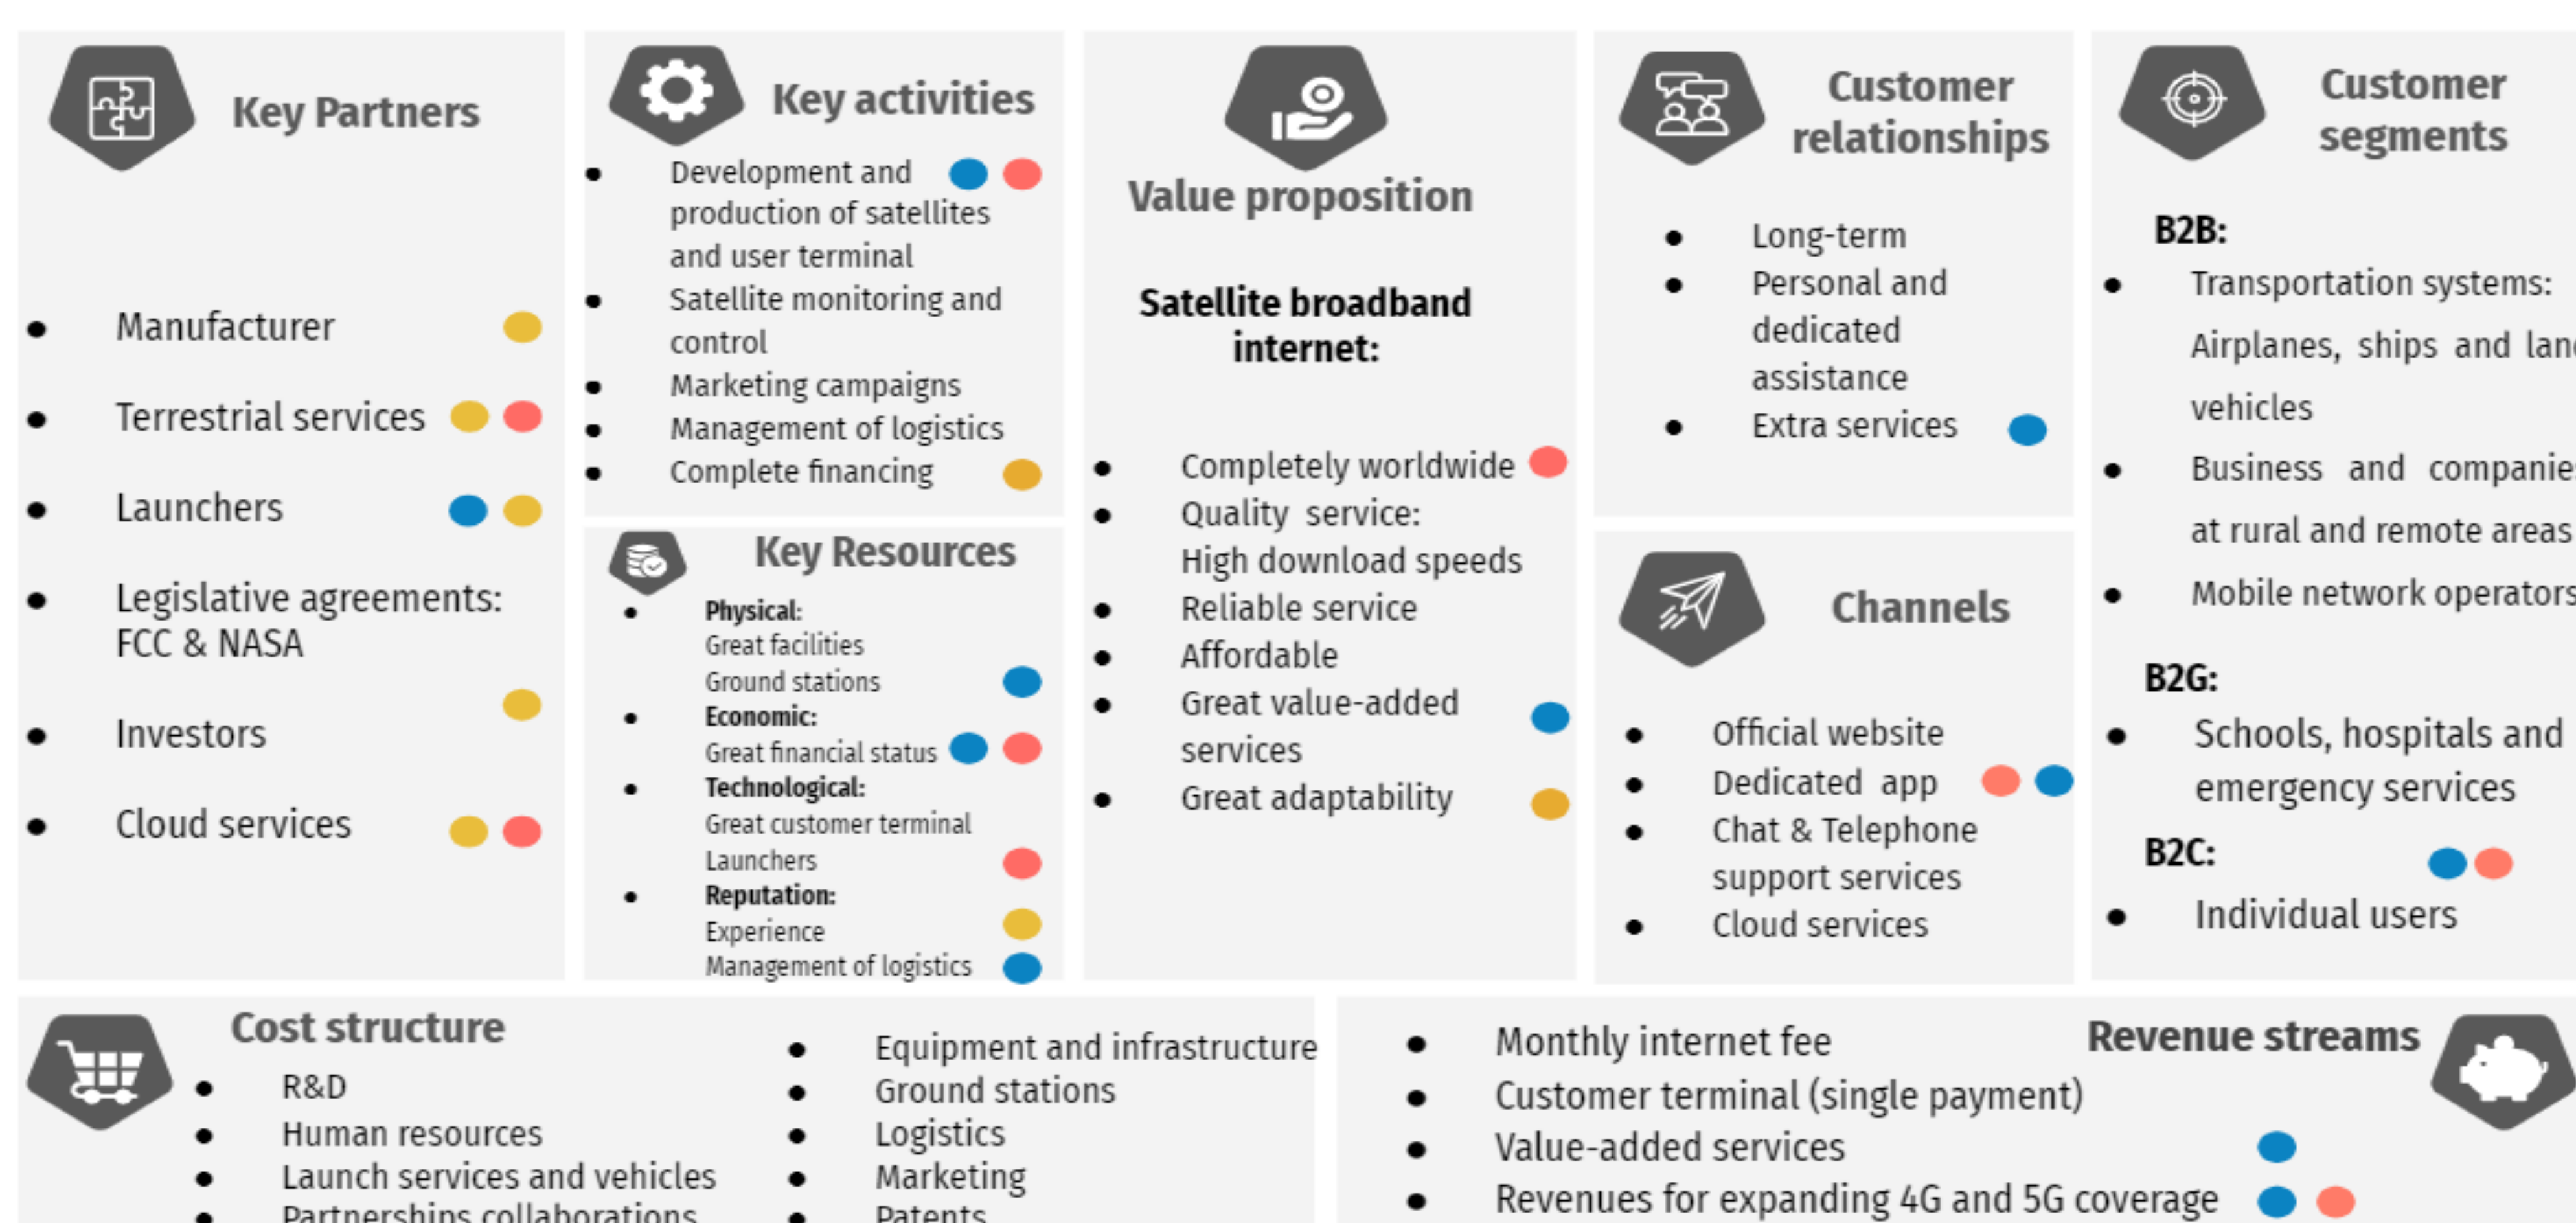 Key Partners
Manufacturer
Terrestrial services
Launchers
Legislative agreements:
FCC & NASA
Investors
Cloud services
Key activities
Development and
production of satellites
and user terminal
Satellite monitoring and
control
Marketing campaigns
Management of logistics
Complete financing
Key Resources
Physical:
Great facilities
Ground stations
Economic:
Great financial status
Technological:
Great customer terminal
Launchers
Reputation:
Experience
Management of logistics
Value proposition
Satellite broadband
internet:
Completely worldwide
Quality service:
High download speeds
Reliable service
Affordable
Great value-added
services
Great adaptability
Customer
relationships
Long-term
Personal and
dedicated
assistance
Extra services
Channels
Official website
Dedicated app
Chat & Telephone
support services
Cloud services
Customer
segments
B2B:
Transportation systems:
Airplanes, ships and
vehicles
Business and
at rural and remote areas
Mobile network operators
B2G:
Schools, hospitals and
emergency services
B2C:
Individual users
Cost structure
R&D
Human resources
Launch services and vehicles
Partnerships collaborations
Equipment and infrastructure
Ground stations
Logistics
Marketing
Patents
Revenue streams
Monthly internet fee
Customer terminal (single payment)
Value-added services
Revenues for expanding 4G and 5G coverage